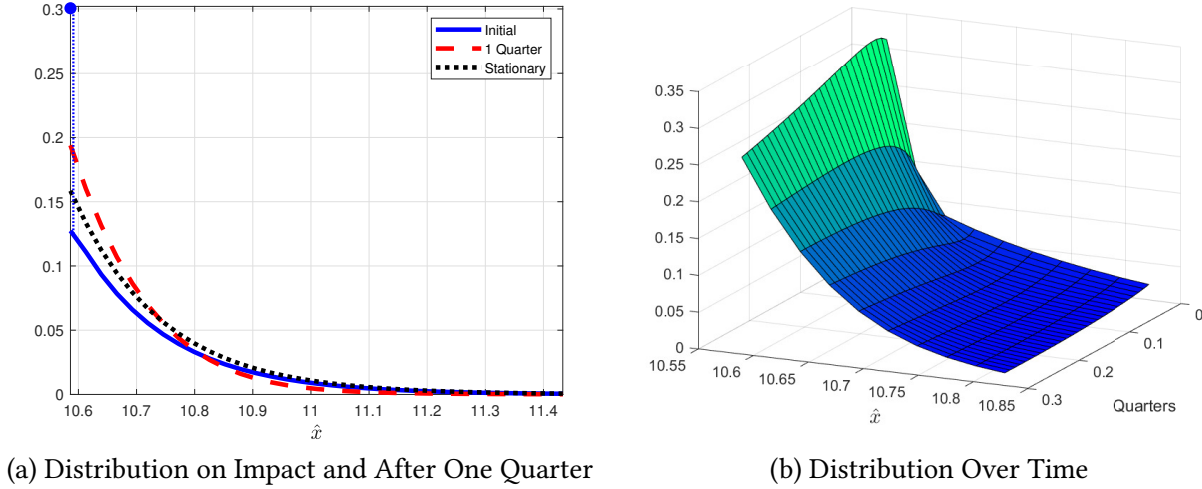 0.3
0.25
0.2
0.15
0.1
0.05
0
10.6 10.7 10.8 10.9 11 11.1 11.2 11.3 11.4
x̂
Initial
1 Quarter
Stationary
(a) Distribution on Impact and After One Quarter
0.35
0.3
0.25
0.2
0.15
0.1
0.05
0
10.55
10.6
10.65
10.7
10.75
10.8
10.85
x̂
0.3
0.2
0.1
0
Quarters
(b) Distribution Over Time